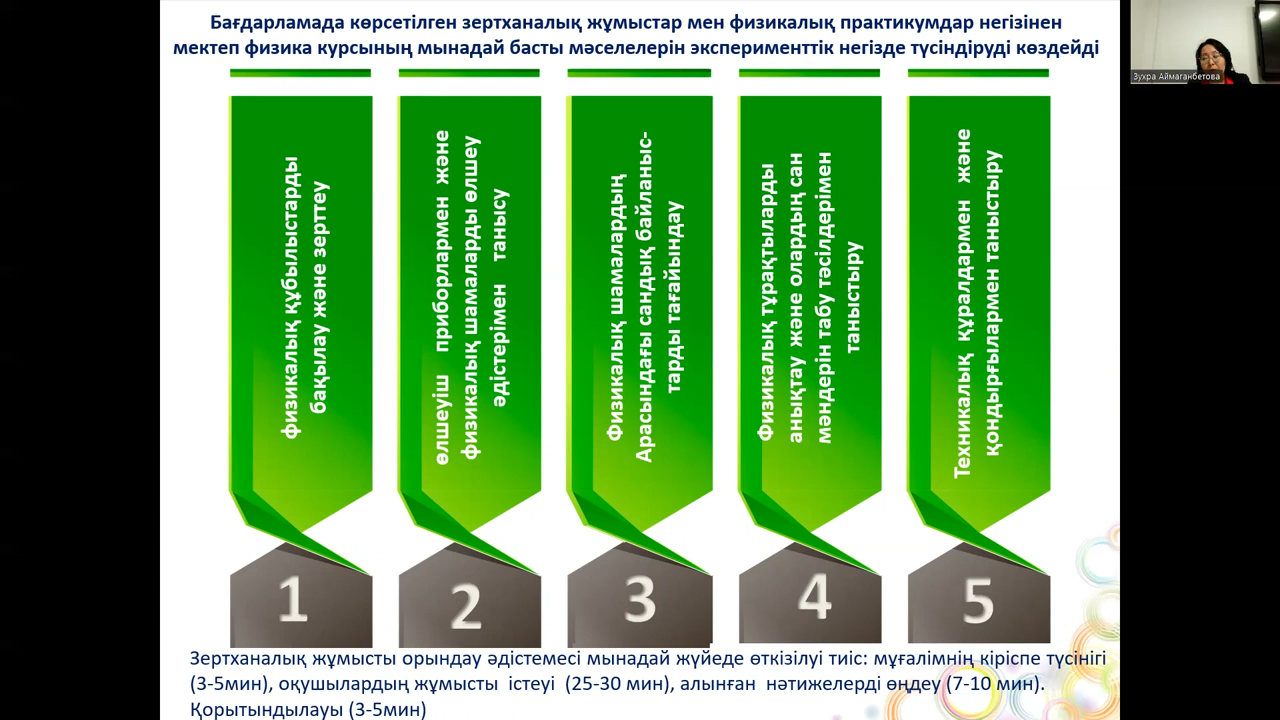 Бағдарламада көрсетілген зертханалық жұмыстар мен физикалық практикумдар негізінен
мектеп физика курсының мынадай басты мәселелерін эксперименттік негізде түсіндіруді көздейді
Зухра Аймаганбетова
физикалық құбылыстарды
бақылау және зерттеу
өлшеуіш приборлармен және
физикалық шамаларды өлшеу
әдістерімен танысу
Физикалық шамалардың
Арасындағы сандық байланыс-
тарды тағайындау
Физикалық тұрақтыларды
анықтау және олардың сан
мәндерін табу тәсілдерімен
таныстыру
Техникалық құралдармен және
қондырғылармен таныстыру
1
2
3
4
5
Зертханалық жұмысты орындау әдістемесі мынадай жүйеде өткізілуі тиіс: мұғалімнің кіріспе түсінігі
(3-5мин), оқушылардың жұмысты істеуі (25-30 мин), алынған нәтижелерді өңдеу (7-10 мин).
Қорытындылауы (3-5мин)